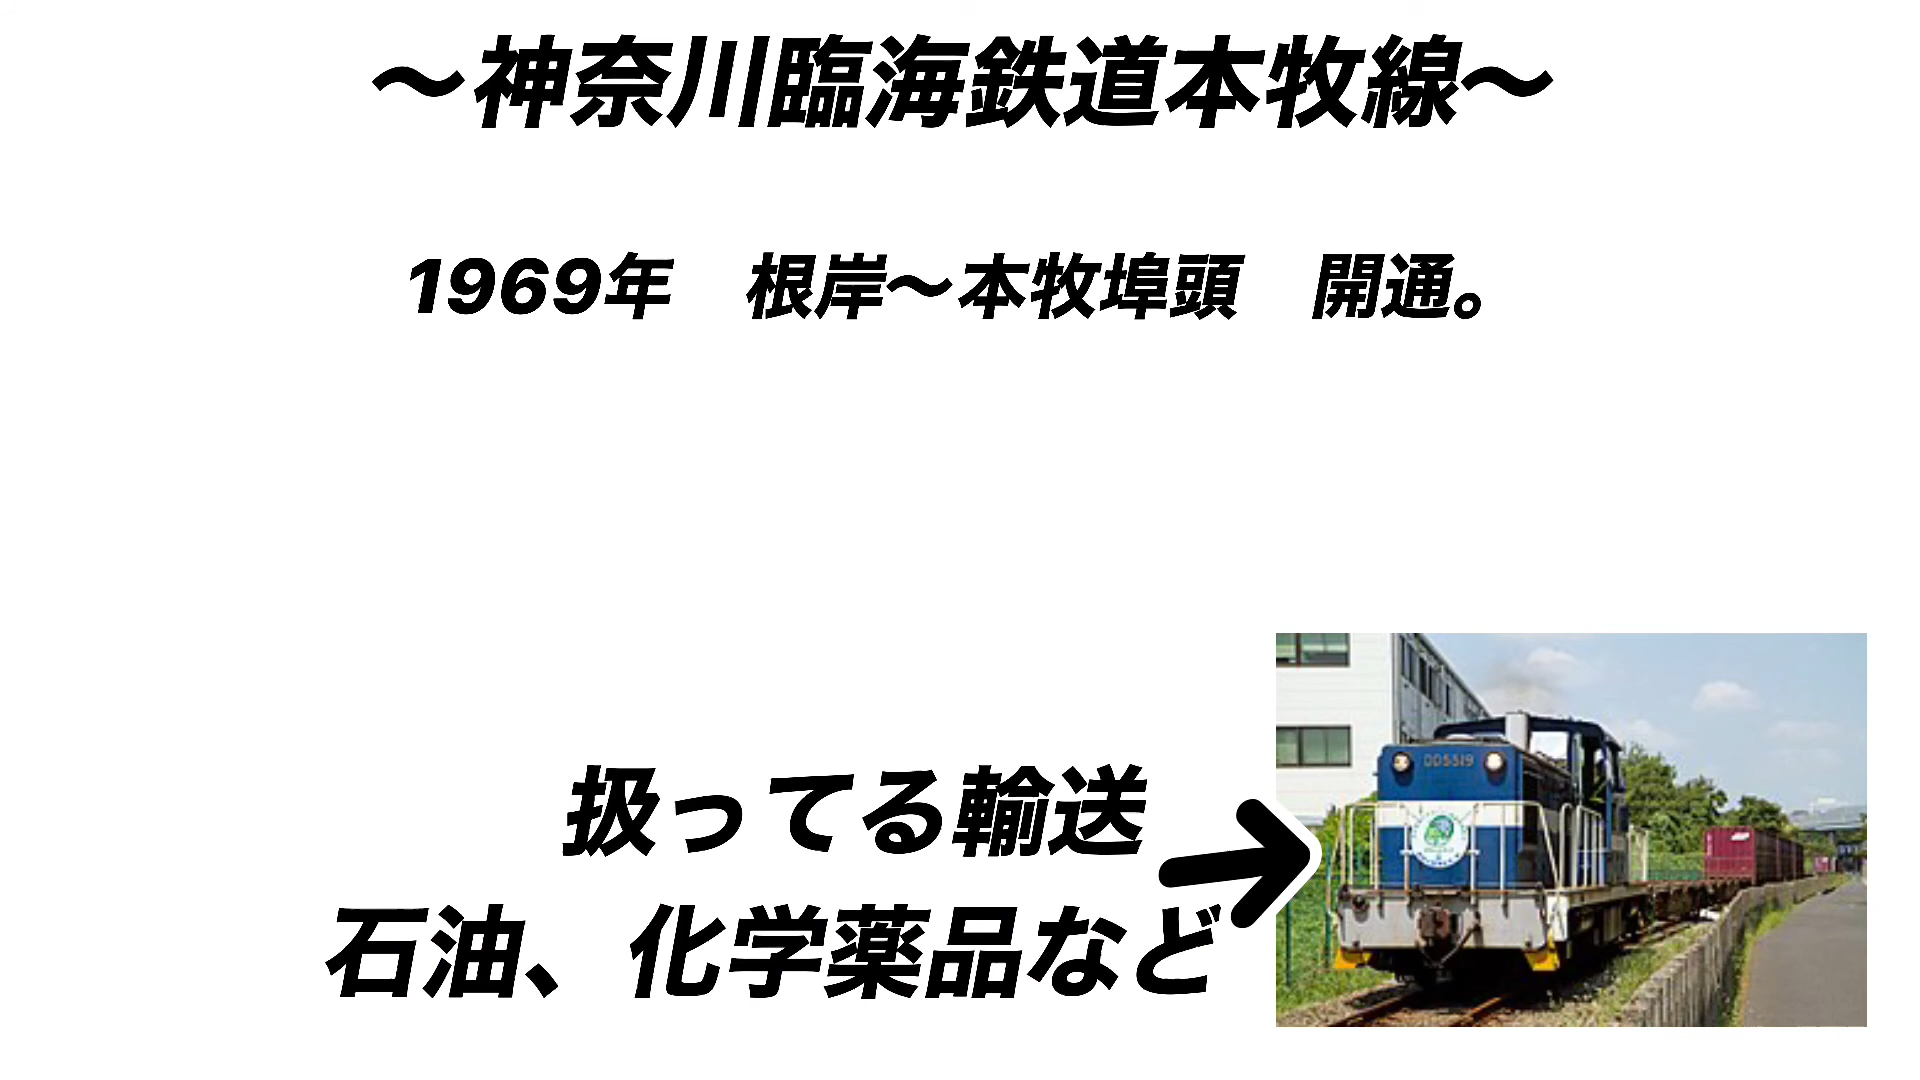 〜神奈川臨海鉄道本牧線〜
1969年　根岸〜本牧埠頭　開通。
扱ってる輸送
石油、化学薬品など
DD5519